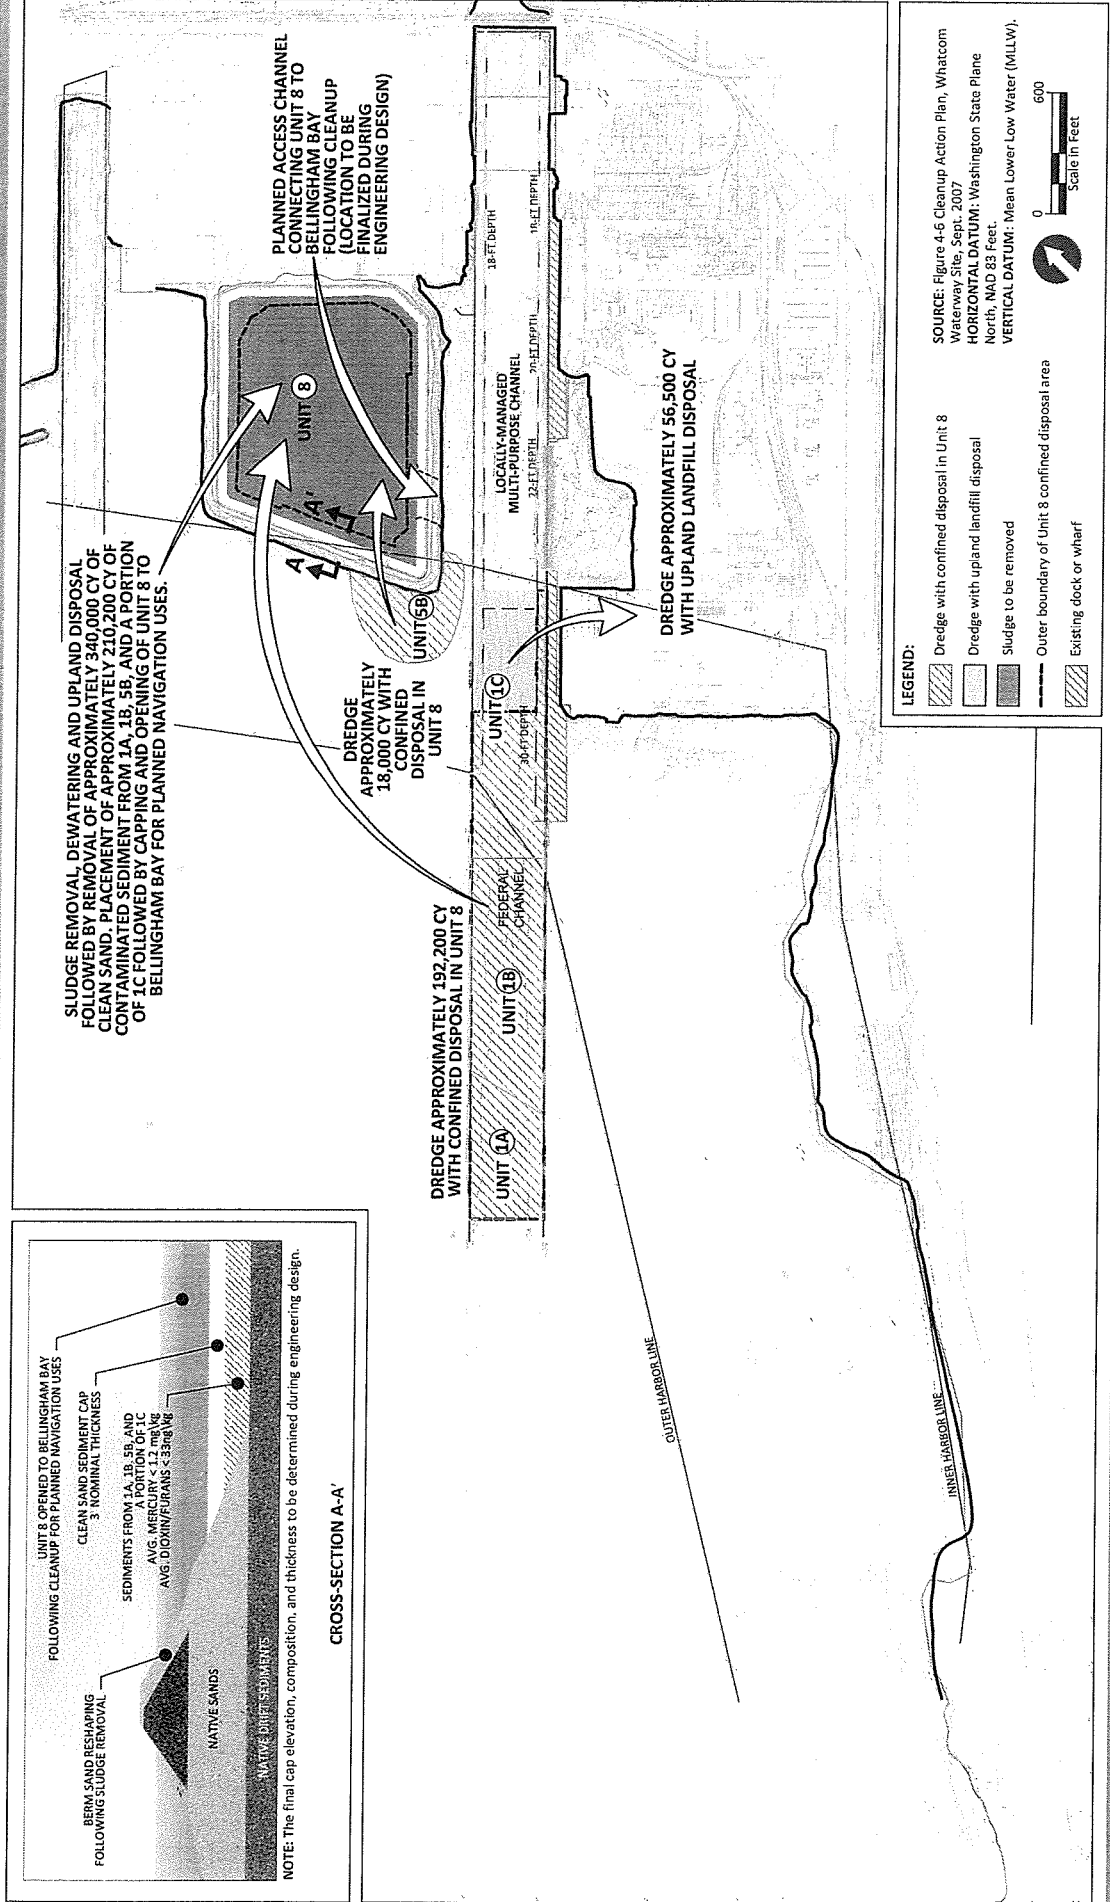 UNIT 8 OPENED TO BELLINGHAM BAY
FOLLOWING CLEANUP FOR PLANNED NAVIGATION USES
CLEAN SAND SEDIMENT CAP
3' NOMINAL THICKNESS
SEDIMENTS FROM 1A, 1B, 5B, AND
A PORTION OF 1C
AVG. MERCURY < 1.2 mg\kg
AVG. DIOXIN/FURANS < 33ng\kg
BERM SAND RESHAPING
FOLLOWING SLUDGE REMOVAL
NATIVE SANDS
NATIVE DRIFT SEDIMENTS
NOTE: The final cap elevation, composition, and thickness to be determined during engineering design.
CROSS-SECTION A-A'
SLUDGE REMOVAL, DEWATERING AND UPLAND DISPOSAL
FOLLOWED BY REMOVAL OF APPROXIMATELY 340,000 CY OF
CLEAN SAND. PLACEMENT OF APPROXIMATELY 210,200 CY OF
CONTAMINATED SEDIMENT FROM 1A, 1B, 5B, AND A PORTION
OF 1C FOLLOWED BY CAPPING AND OPENING OF UNIT 8 TO
BELLINGHAM BAY FOR PLANNED NAVIGATION USES.
PLANNED ACCESS CHANNEL
CONNECTING UNIT 8 TO
BELLINGHAM BAY
FOLLOWING CLEANUP
(LOCATION TO BE
FINALIZED DURING
ENGINEERING DESIGN)
UNIT 8
A
A'
DREDGE
APPROXIMATELY
18,000 CY WITH
CONFINED
DISPOSAL IN
UNIT 8
UNIT 5B
DREDGE APPROXIMATELY 192,200 CY
WITH CONFINED DISPOSAL IN UNIT 8
UNIT 1A
UNIT 1B
FEDERAL
CHANNEL
UNIT 1C
30-FT DEPTH
LOCALLY-MANAGED
MULTI-PURPOSE CHANNEL
22-FT DEPTH
20-FT DEPTH
18-FT DEPTH
18-FT DEPTH
DREDGE APPROXIMATELY 56,500 CY
WITH UPLAND LANDFILL DISPOSAL
OUTER HARBOR LINE
INNER HARBOR LINE
LEGEND:
Dredge with confined disposal in Unit 8
Dredge with upland landfill disposal
Sludge to be removed
Outer boundary of Unit 8 confined disposal area
Existing dock or wharf
SOURCE: Figure 4-6 Cleanup Action Plan, Whatcom
Waterway Site, Sept. 2007
HORIZONTAL DATUM: Washington State Plane
North, NAD 83 Feet.
VERTICAL DATUM: Mean Lower Low Water (MLLW).
0
600
Scale in Feet